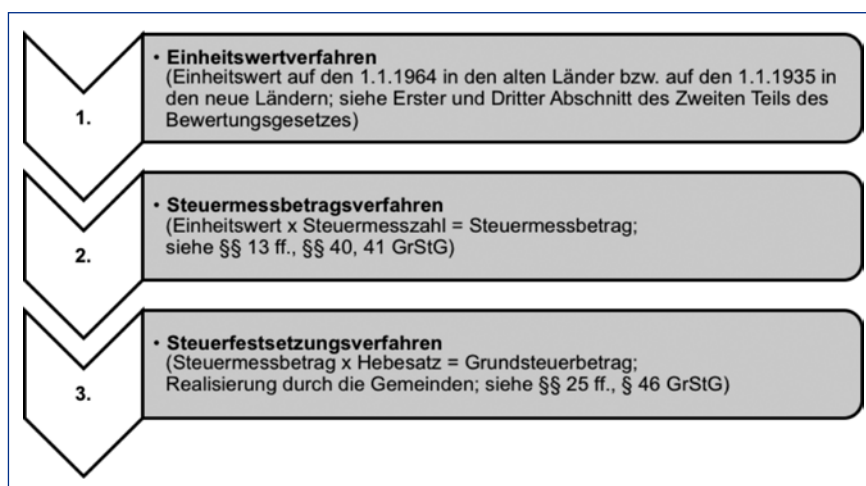 1.
• Einheitswertverfahren
(Einheitswert auf den 1.1.1964 in den alten Länder bzw. auf den 1.1.1935 in
den neue Ländern; siehe Erster und Dritter Abschnitt des Zweiten Teils des
Bewertungsgesetzes)
2.
• Steuermessbetragsverfahren
(Einheitswert x Steuermesszahl = Steuermessbetrag;
siehe §§ 13 ff., §§ 40, 41 GrStG)
3.
• Steuerfestsetzungsverfahren
(Steuermessbetrag x Hebesatz = Grundsteuerbetrag;
Realisierung durch die Gemeinden; siehe §§ 25 ff., § 46 GrStG)